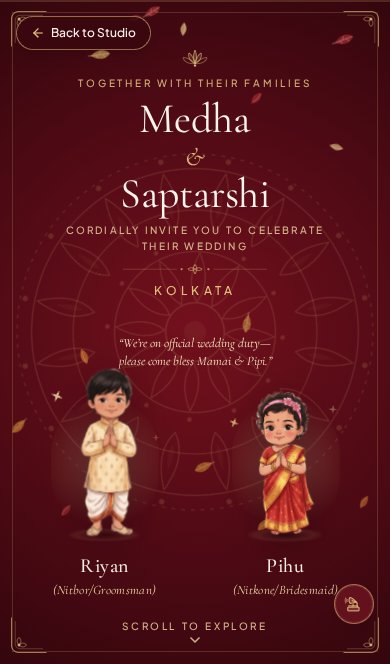 ← Back to Studio
TOGETHER WITH THEIR FAMILIES
Medha
&
Saptarshi
CORDIALLY INVITE YOU TO CELEBRATE
THEIR WEDDING
KOLKATA
“We’re on official wedding duty—
please come bless Mamai & Pipi.”
Riyan
(Nitbor/Groomsman)
Pihu
(Nitkone/Bridesmaid)
SCROLL TO EXPLORE